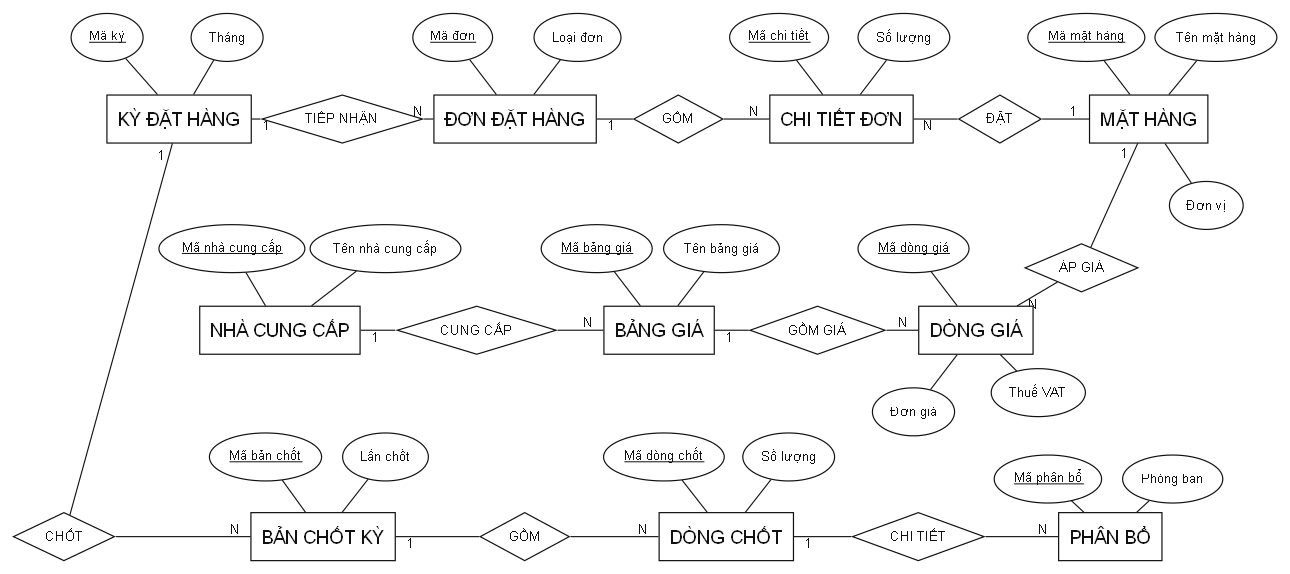 Mã kỳ
Tháng
Mã đơn
Loại đơn
Mã chi tiết
Số lượng
Mã mặt hàng
Tên mặt hàng
KỲ ĐẶT HÀNG
1
TIẾP NHẬN
N
ĐƠN ĐẶT HÀNG
1
GỒM
N
CHI TIẾT ĐƠN
N
ĐẶT
1
MẶT HÀNG
1
1
Đơn vị
Mã nhà cung cấp
Tên nhà cung cấp
Mã bảng giá
Tên bảng giá
Mã dòng giá
ÁP GIÁ
N
NHÀ CUNG CẤP
1
CUNG CẤP
N
BẢNG GIÁ
1
GỒM GIÁ
N
DÒNG GIÁ
Đơn giá
Thuế VAT
Mã bản chốt
Lần chốt
Mã dòng chốt
Số lượng
Mã phân bổ
Phòng ban
CHỐT
N
BẢN CHỐT KỲ
1
GỒM
N
DÒNG CHỐT
1
CHI TIẾT
N
PHÂN BỔ